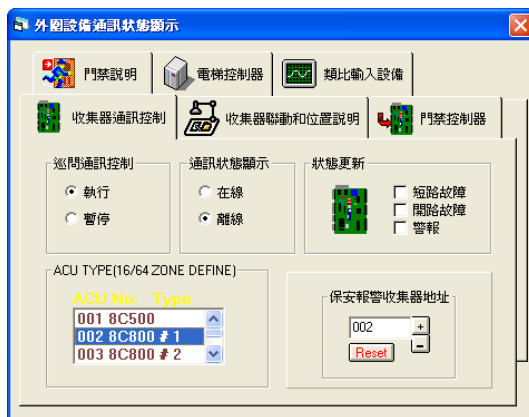 外圍設備通訊狀態顯示
門禁說明
電梯控制器
類比輸入設備
收集器通訊控制
收集器聯動和位置說明
門禁控制器
巡問通訊控制
執行
暫停
通訊狀態顯示
在線
離線
狀態更新
短路故障
開路故障
警報
ACU TYPE(16/64 ZONE DEFINE)
ACU No: Type
001 8C500
002 8C800 # 1
003 8C800 # 2
保安報警收集器地址
002
+
-
Reset